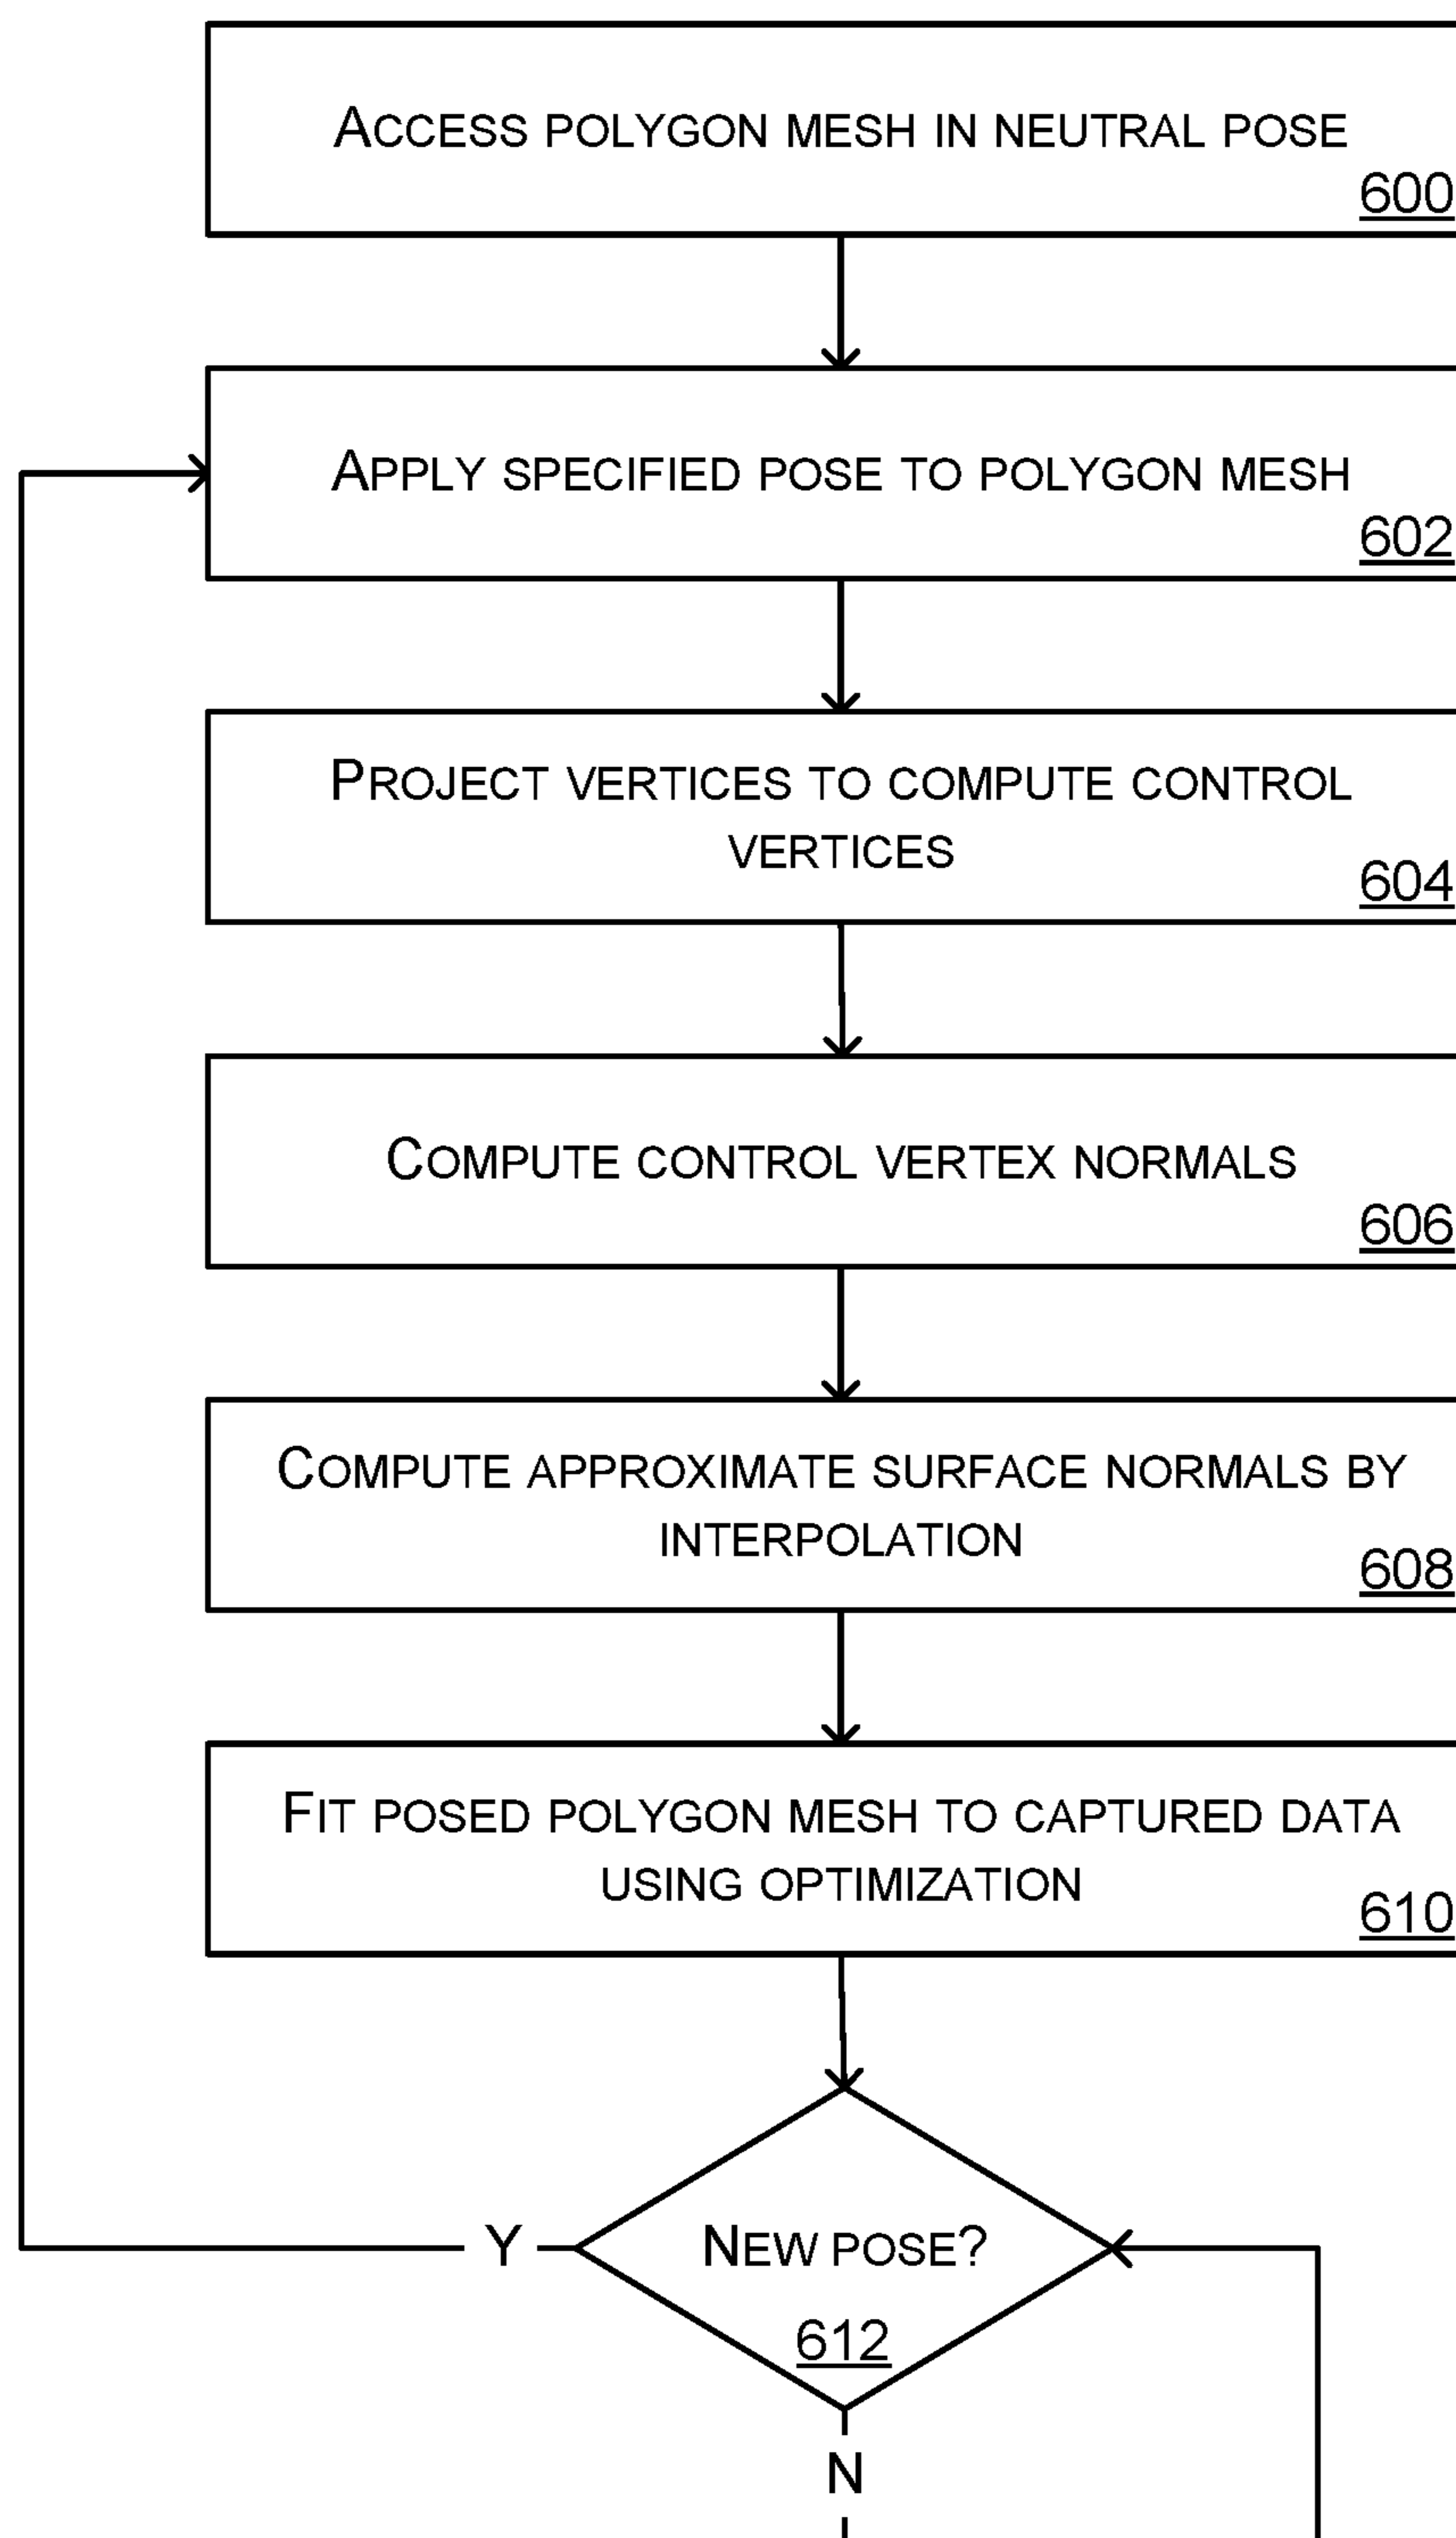 ACCESS POLYGON MESH IN NEUTRAL POSE
600
APPLY SPECIFIED POSE TO POLYGON MESH
602
PROJECT VERTICES TO COMPUTE CONTROL
VERTICES
604
COMPUTE CONTROL VERTEX NORMALS
606
COMPUTE APPROXIMATE SURFACE NORMALS BY
INTERPOLATION
608
FIT POSED POLYGON MESH TO CAPTURED DATA
USING OPTIMIZATION
610
Y
NEW POSE?
612
N